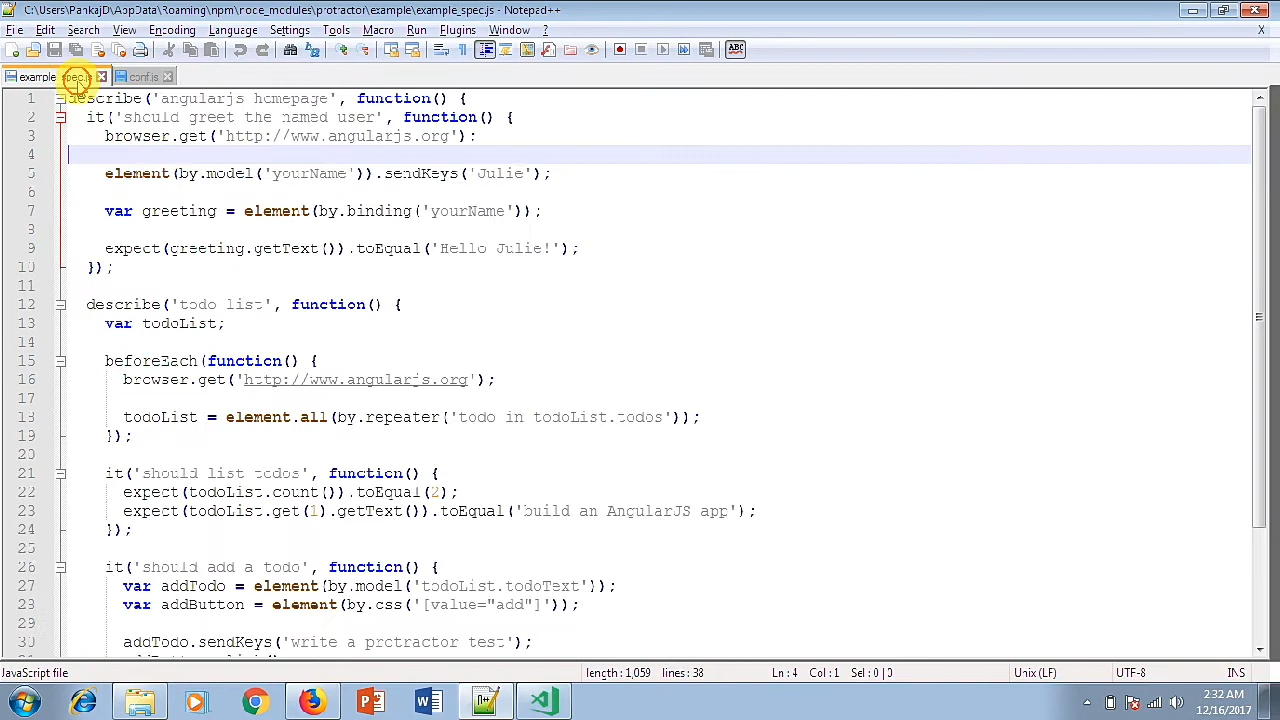 C:\Users\PankajD\AppData\Roaming\npm\node_modules\protractor\example\example_spec.js - Notepad++
File Edit Search View Encoding Language Settings Tools Macro Run Plugins Window ? X
example_spec.js conf.js
1 describe('angularjs homepage', function() {
2 it('should greet the named user', function() {
3 browser.get('http://www.angularjs.org');
4
5 element(by.model('yourName')).sendKeys('Julie');
6
7 var greeting = element(by.binding('yourName'));
8
9 expect(greeting.getText()).toEqual('Hello Julie!');
10 });
11
12 describe('todo list', function() {
13 var todoList;
14
15 beforeEach(function() {
16 browser.get('http://www.angularjs.org');
17
18 todoList = element.all(by.repeater('todo in todoList.todos'));
19 });
20
21 it('should list todos', function() {
22 expect(todoList.count()).toEqual(2);
23 expect(todoList.get(1).getText()).toEqual('build an AngularJS app');
24 });
25
26 it('should add a todo', function() {
27 var addTodo = element(by.model('todoList.todoText'));
28 var addButton = element(by.css('[value="add"]'));
29
30 addTodo.sendKeys('write a protractor test');
JavaScript file length : 1,059 lines : 38 Ln : 4 Col : 1 Sel : 0 | 0 Unix (LF) UTF-8 INS
2:32 AM
12/16/2017